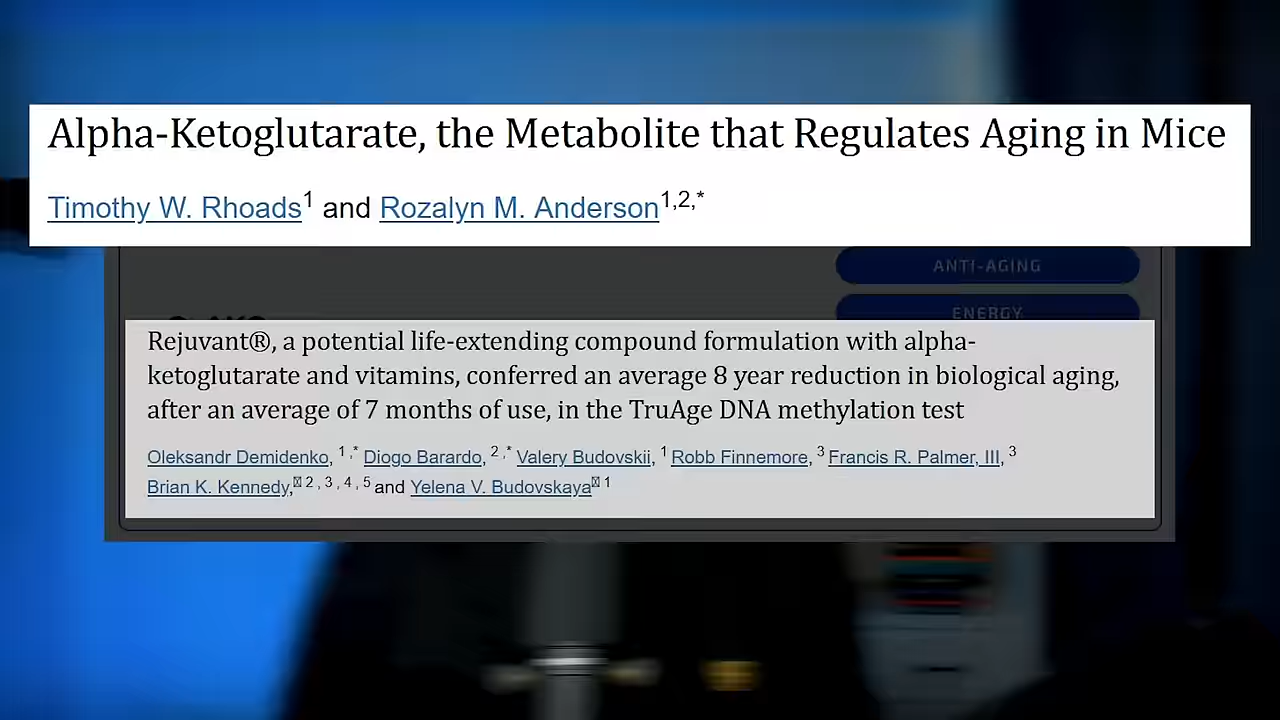 Alpha-Ketoglutarate, the Metabolite that Regulates Aging in Mice
Timothy W. Rhoads1 and Rozalyn M. Anderson1,2,*
ANTI-AGING
ENERGY
Rejuvant®, a potential life-extending compound formulation with alpha-
ketoglutarate and vitamins, conferred an average 8 year reduction in biological aging,
after an average of 7 months of use, in the TruAge DNA methylation test
Oleksandr Demidenko, 1,* Diogo Barardo, 2,* Valery Budovskii, 1 Robb Finnemore, 3 Francis R. Palmer, III, 3
Brian K. Kennedy, 2, 3, 4, 5 and Yelena V. Budovskaya 1